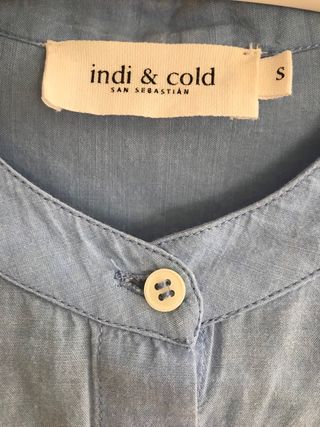 indi & cold
SAN SEBASTIÁN
S